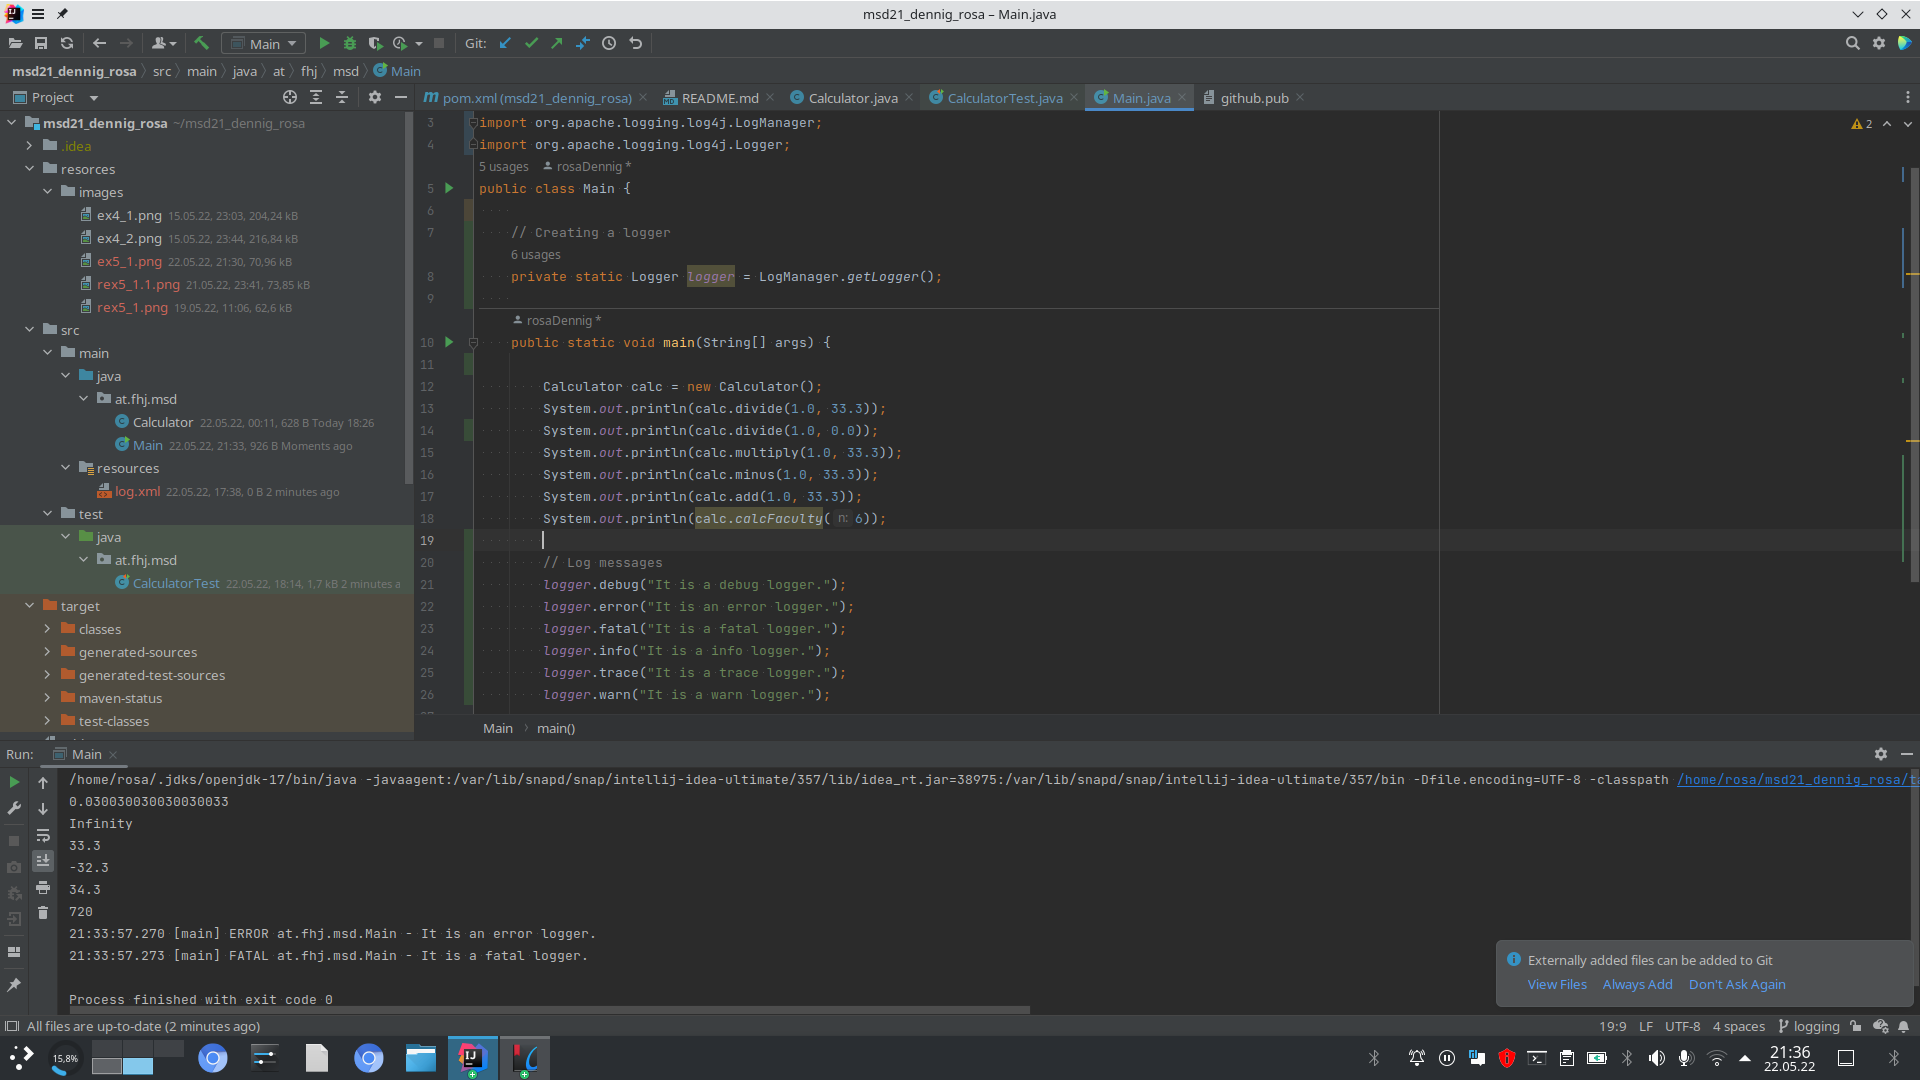 msd21_dennig_rosa – Main.java
Main
Git:
msd21_dennig_rosa src main java at fhj msd Main
Project
pom.xml (msd21_dennig_rosa) README.md Calculator.java CalculatorTest.java Main.java github.pub
msd21_dennig_rosa ~/msd21_dennig_rosa
.idea
resorces
images
ex4_1.png 15.05.22, 23:03, 204,24 kB
ex4_2.png 15.05.22, 23:44, 216,84 kB
ex5_1.png 22.05.22, 21:30, 70,96 kB
rex5_1.1.png 21.05.22, 23:41, 73,85 kB
rex5_1.png 19.05.22, 11:06, 62,6 kB
src
main
java
at.fhj.msd
Calculator 22.05.22, 00:11, 628 B Today 18:26
Main 22.05.22, 21:33, 926 B Moments ago
resources
log.xml 22.05.22, 17:38, 0 B 2 minutes ago
test
java
at.fhj.msd
CalculatorTest 22.05.22, 18:14, 1,7 kB 2 minutes a
target
classes
generated-sources
generated-test-sources
maven-status
test-classes
2
3 import org.apache.logging.log4j.LogManager;
4 import org.apache.logging.log4j.Logger;
5 usages rosaDennig *
5 public class Main {
6
7 // Creating a logger
6 usages
8 private static Logger logger = LogManager.getLogger();
9
rosaDennig *
10 public static void main(String[] args) {
11
12 Calculator calc = new Calculator();
13 System.out.println(calc.divide(1.0, 33.3));
14 System.out.println(calc.divide(1.0, 0.0));
15 System.out.println(calc.multiply(1.0, 33.3));
16 System.out.println(calc.minus(1.0, 33.3));
17 System.out.println(calc.add(1.0, 33.3));
18 System.out.println(calc.calcFaculty( n: 6));
19
20 // Log messages
21 logger.debug("It is a debug logger.");
22 logger.error("It is an error logger.");
23 logger.fatal("It is a fatal logger.");
24 logger.info("It is a info logger.");
25 logger.trace("It is a trace logger.");
26 logger.warn("It is a warn logger.");
Main main()
Run: Main
/home/rosa/.jdks/openjdk-17/bin/java -javaagent:/var/lib/snapd/snap/intellij-idea-ultimate/357/lib/idea_rt.jar=38975:/var/lib/snapd/snap/intellij-idea-ultimate/357/bin -Dfile.encoding=UTF-8 -classpath /home/rosa/msd21_dennig_rosa/t
0.030030030030030033
Infinity
33.3
-32.3
34.3
720
21:33:57.270 [main] ERROR at.fhj.msd.Main - It is an error logger.
21:33:57.273 [main] FATAL at.fhj.msd.Main - It is a fatal logger.
Process finished with exit code 0
Externally added files can be added to Git
View Files Always Add Don't Ask Again
All files are up-to-date (2 minutes ago)
19:9 LF UTF-8 4 spaces logging
15,8%
21:36
22.05.22